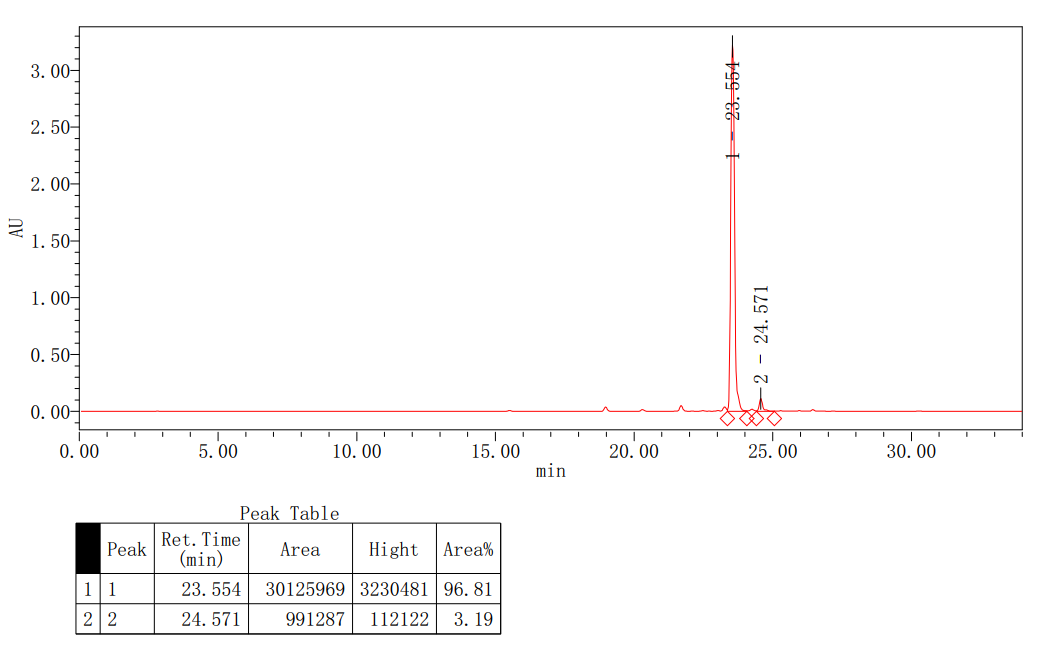 3.00
2.50
2.00
1.50
1.00
0.50
0.00
AU
1 - 23.554
2 - 24.571
0.00 5.00 10.00 15.00 20.00 25.00 30.00
min
Peak Table
Peak Ret.Time (min) Area Hight Area%
1 1 23.554 30125969 3230481 96.81
2 2 24.571 991287 112122 3.19